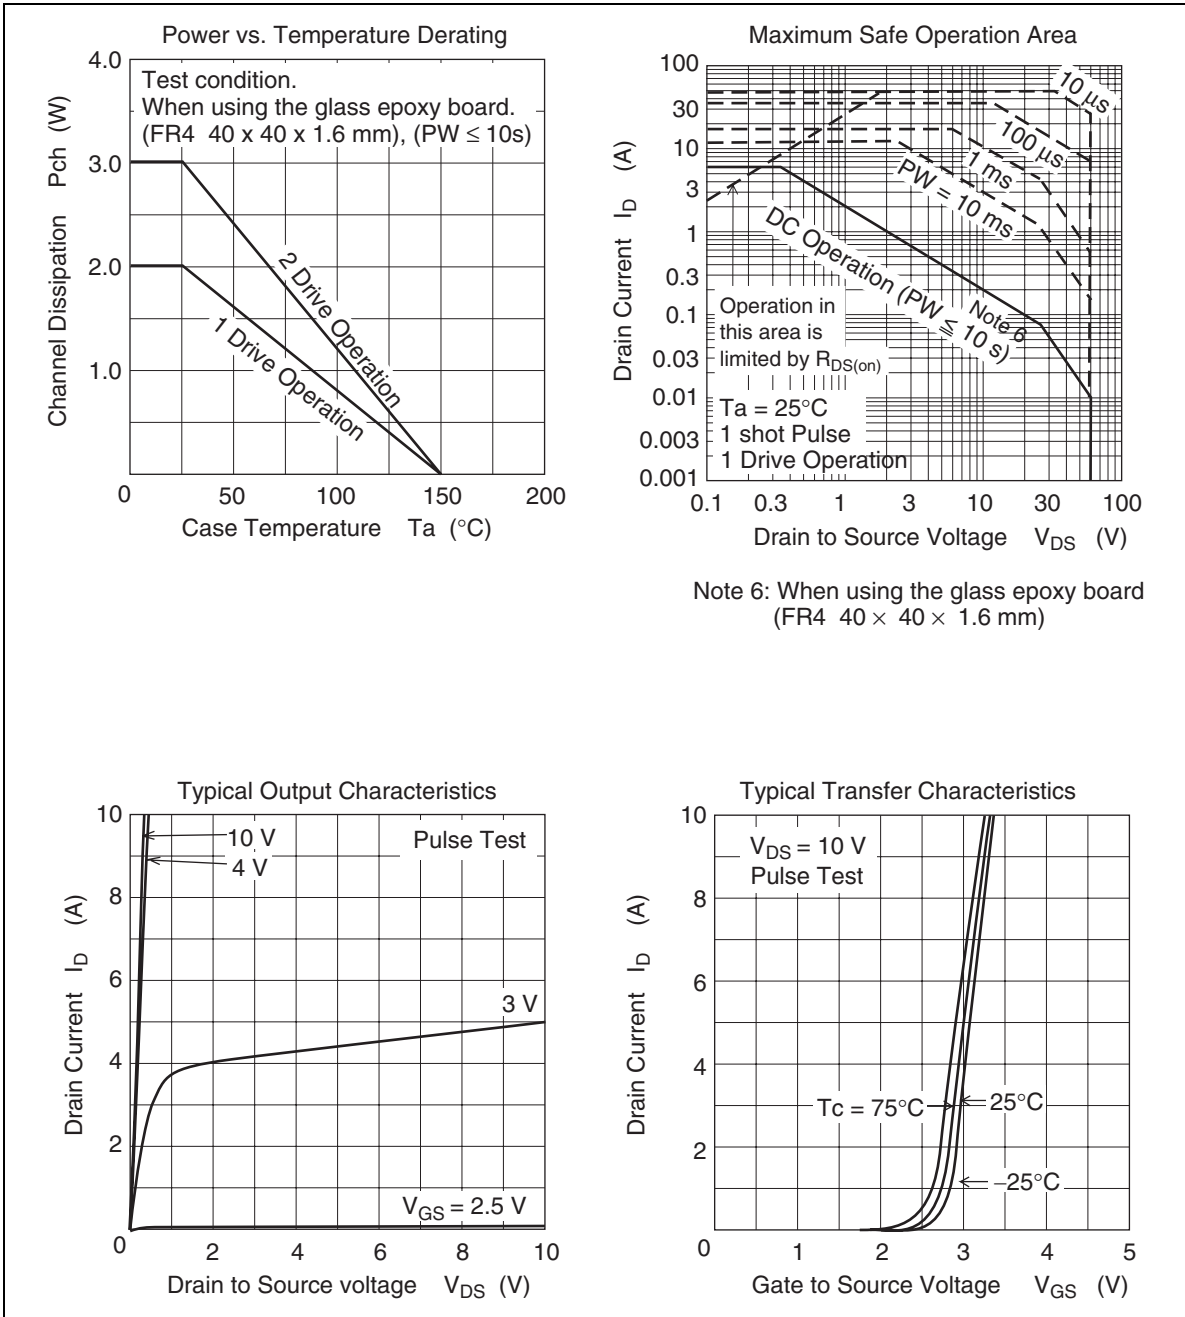 Power vs. Temperature Derating
4.0
3.0
2.0
1.0
Channel Dissipation Pch (W)
Test condition.
When using the glass epoxy board.
(FR4 40 x 40 x 1.6 mm), (PW ≤ 10s)
2 Drive Operation
1 Drive Operation
0 50 100 150 200
Case Temperature Ta (°C)
Maximum Safe Operation Area
100
30
10
3
1
0.3
0.1
0.03
0.01
0.003
0.001
Drain Current I_D (A)
10 µs
100 µs
1 ms
PW = 10 ms
DC Operation (PW ≤ 10 s)
Note 6
Operation in
this area is
limited by R_DS(on)
Ta = 25°C
1 shot Pulse
1 Drive Operation
0.1 0.3 1 3 10 30 100
Drain to Source Voltage V_DS (V)
Note 6: When using the glass epoxy board
(FR4 40 × 40 × 1.6 mm)
Typical Output Characteristics
10
8
6
4
2
0
Drain Current I_D (A)
10 V
4 V
Pulse Test
3 V
V_GS = 2.5 V
2 4 6 8 10
Drain to Source voltage V_DS (V)
Typical Transfer Characteristics
10
8
6
4
2
0
Drain Current I_D (A)
V_DS = 10 V
Pulse Test
Tc = 75°C
25°C
–25°C
1 2 3 4 5
Gate to Source Voltage V_GS (V)